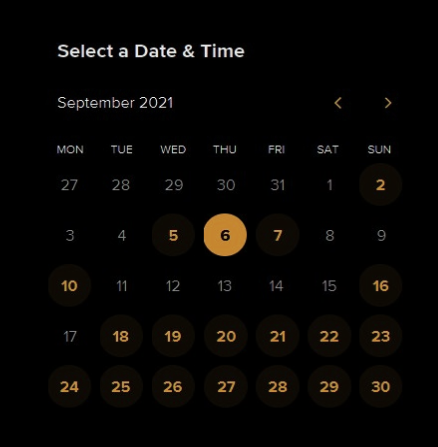 Select a Date & Time
September 2021
MON TUE WED THU FRI SAT SUN
27 28 29 30 31 1 2
3 4 5 6 7 8 9
10 11 12 13 14 15 16
17 18 19 20 21 22 23
24 25 26 27 28 29 30